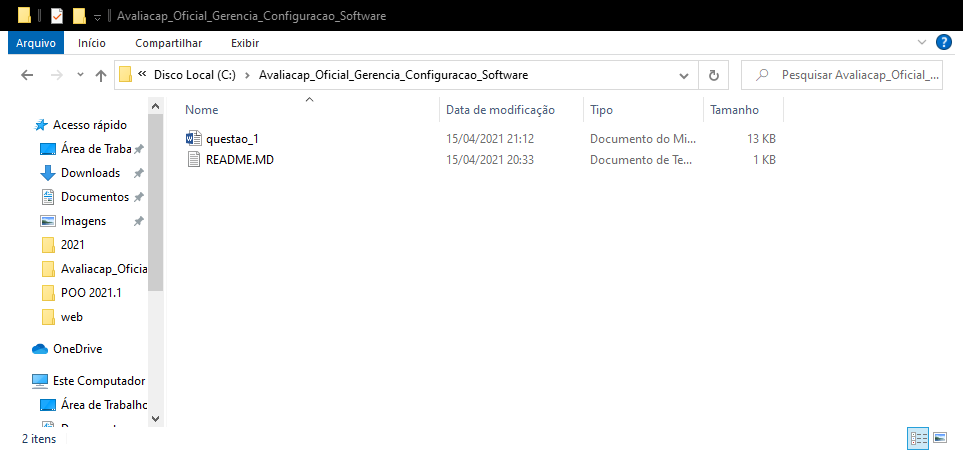 Avaliacap_Oficial_Gerencia_Configuracao_Software
Arquivo Início Compartilhar Exibir
« Disco Local (C:) > Avaliacap_Oficial_Gerencia_Configuracao_Software
Pesquisar Avaliacap_Oficial_...
Nome Data de modificação Tipo Tamanho
questao_1 15/04/2021 21:12 Documento do Mi... 13 KB
README.MD 15/04/2021 20:33 Documento de Te... 1 KB
Acesso rápido
Área de Traba
Downloads
Documentos
Imagens
2021
Avaliacap_Oficia
POO 2021.1
web
OneDrive
Este Computador
Área de Trabalho
2 itens